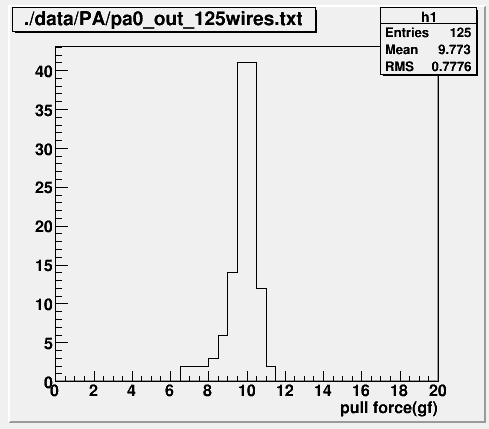 ./data/PA/pa0_out_125wires.txt
h1
Entries 125
Mean 9.773
RMS 0.7776
40
35
30
25
20
15
10
5
0
0 2 4 6 8 10 12 14 16 18 20
pull force(gf)